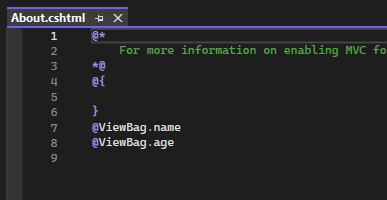 About.cshtml
1 @*
2 For more information on enabling MVC fo
3 *@
4 @{
5
6 }
7 @ViewBag.name
8 @ViewBag.age
9